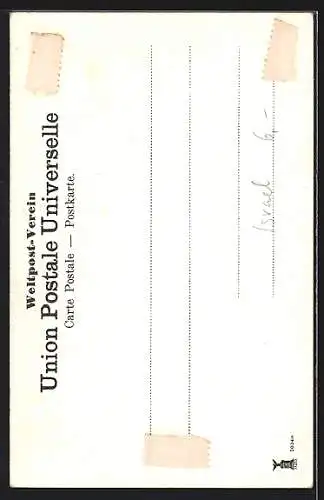 Weltpost-Verein
Union Postale Universelle
Carte Postale — Postkarte.
Israel 6,-